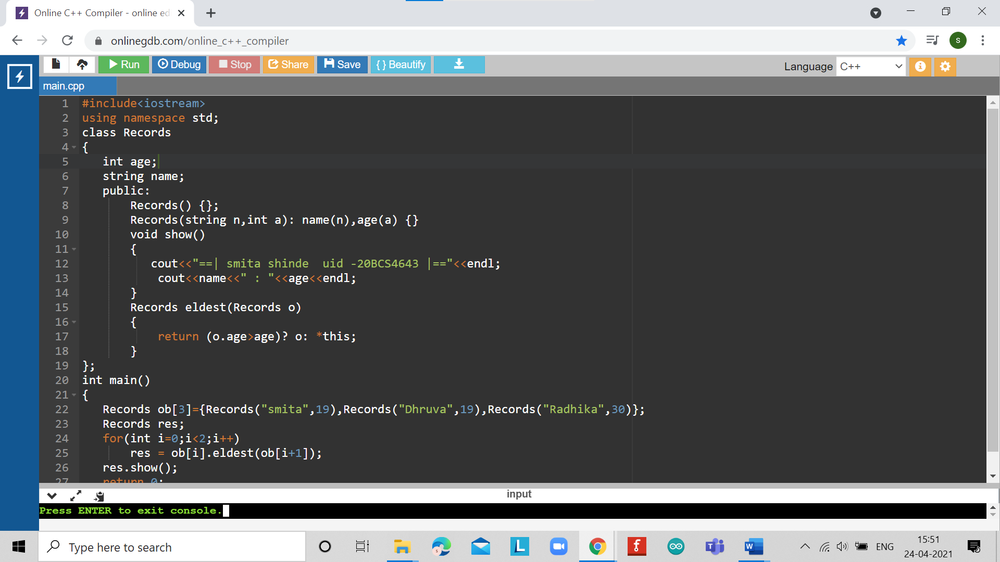 Online C++ Compiler - online ed
onlinegdb.com/online_c++_compiler
S
Run
Debug
Stop
Share
Save
{ } Beautify
Language
C++
main.cpp
1 #include<iostream>
2 using namespace std;
3 class Records
4 {
5 int age;
6 string name;
7 public:
8 Records() {};
9 Records(string n,int a): name(n),age(a) {}
10 void show()
11 {
12 cout<<"==| smita shinde  uid -20BCS4643 |=="<<endl;
13 cout<<name<<" : "<<age<<endl;
14 }
15 Records eldest(Records o)
16 {
17 return (o.age>age)? o: *this;
18 }
19 };
20 int main()
21 {
22 Records ob[3]={Records("smita",19),Records("Dhruva",19),Records("Radhika",30)};
23 Records res;
24 for(int i=0;i<2;i++)
25 res = ob[i].eldest(ob[i+1]);
26 res.show();
27 return 0;
input
Press ENTER to exit console.
Type here to search
ENG
15:51
24-04-2021